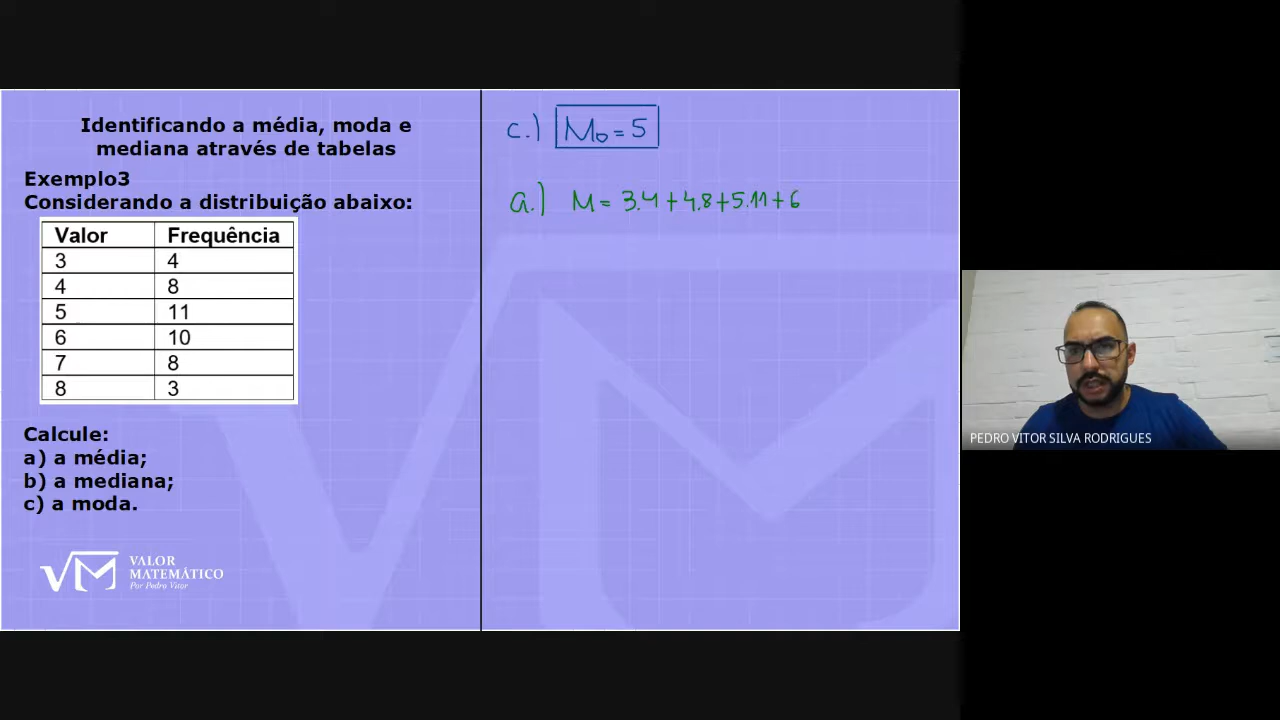 Identificando a média, moda e
mediana através de tabelas
Exemplo3
Considerando a distribuição abaixo:
Valor Frequência
3 4
4 8
5 11
6 10
7 8
8 3
Calcule:
a) a média;
b) a mediana;
c) a moda.
VM VALOR
MATEMÁTICO
Por Pedro Vitor
c.) Mo = 5
a.) M = 3.4 + 4.8 + 5.11 + 6
PEDRO VITOR SILVA RODRIGUES